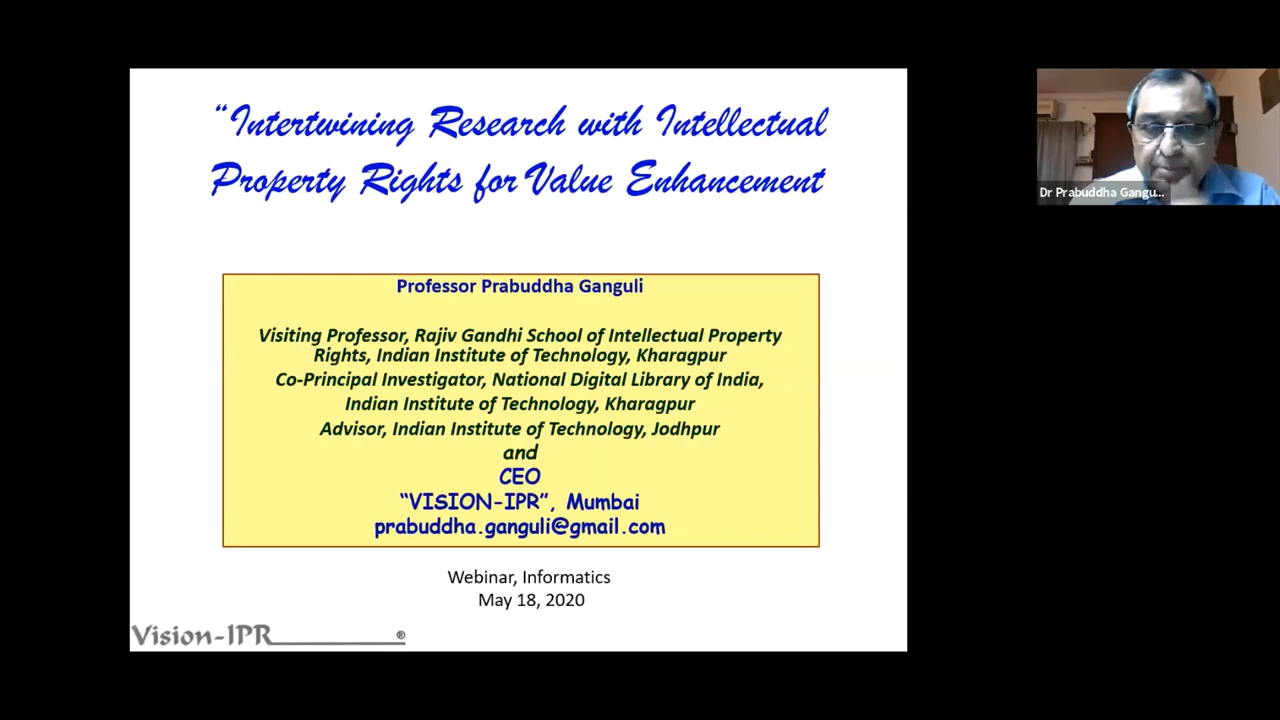 “Intertwining Research with Intellectual
Property Rights for Value Enhancement
Professor Prabuddha Ganguli
Visiting Professor, Rajiv Gandhi School of Intellectual Property
Rights, Indian Institute of Technology, Kharagpur
Co-Principal Investigator, National Digital Library of India,
Indian Institute of Technology, Kharagpur
Advisor, Indian Institute of Technology, Jodhpur
and
CEO
“VISION-IPR”, Mumbai
prabuddha.ganguli@gmail.com
Webinar, Informatics
May 18, 2020
Vision-IPR ®
Dr Prabuddha Gangu...